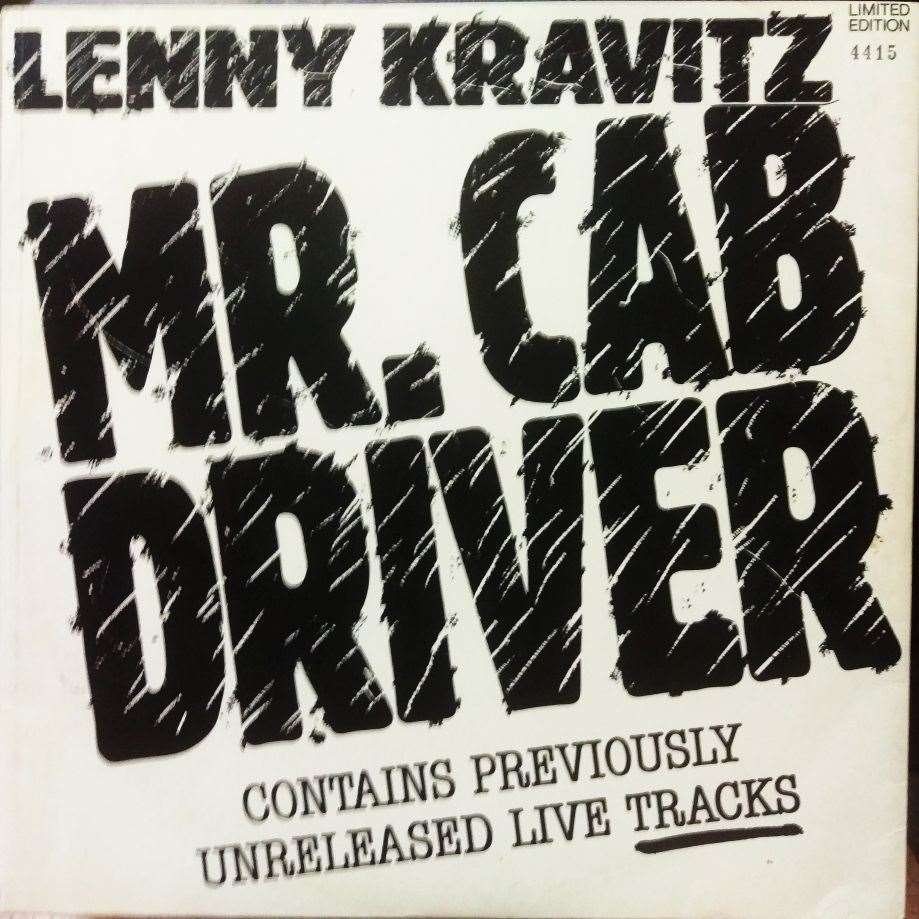 LENNY KRAVITZ
LIMITED
EDITION
4415
MR. CAB
DRIVER
CONTAINS PREVIOUSLY
UNRELEASED LIVE TRACKS